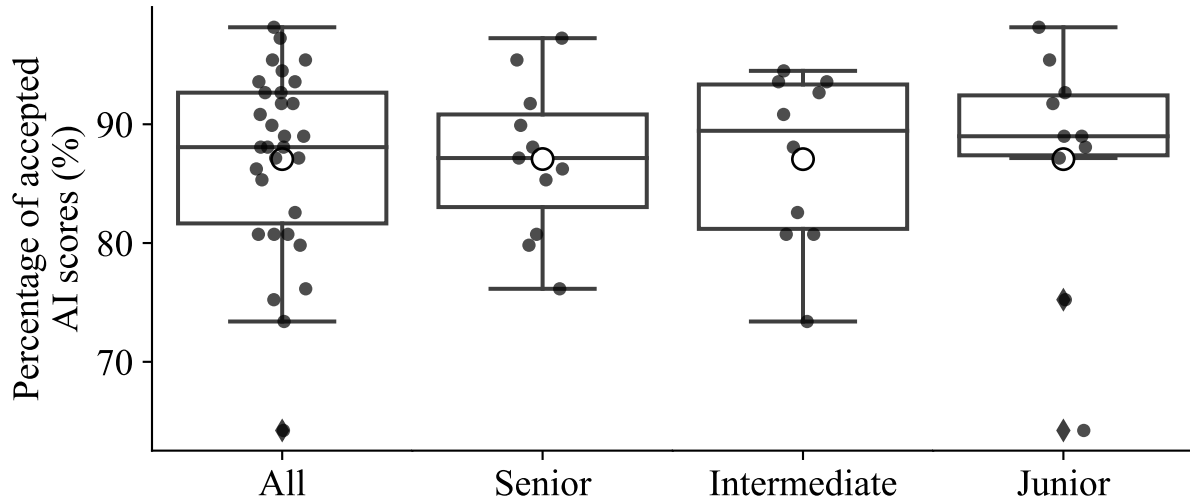 Percentage of accepted
AI scores (%)
90
80
70
All
Senior
Intermediate
Junior